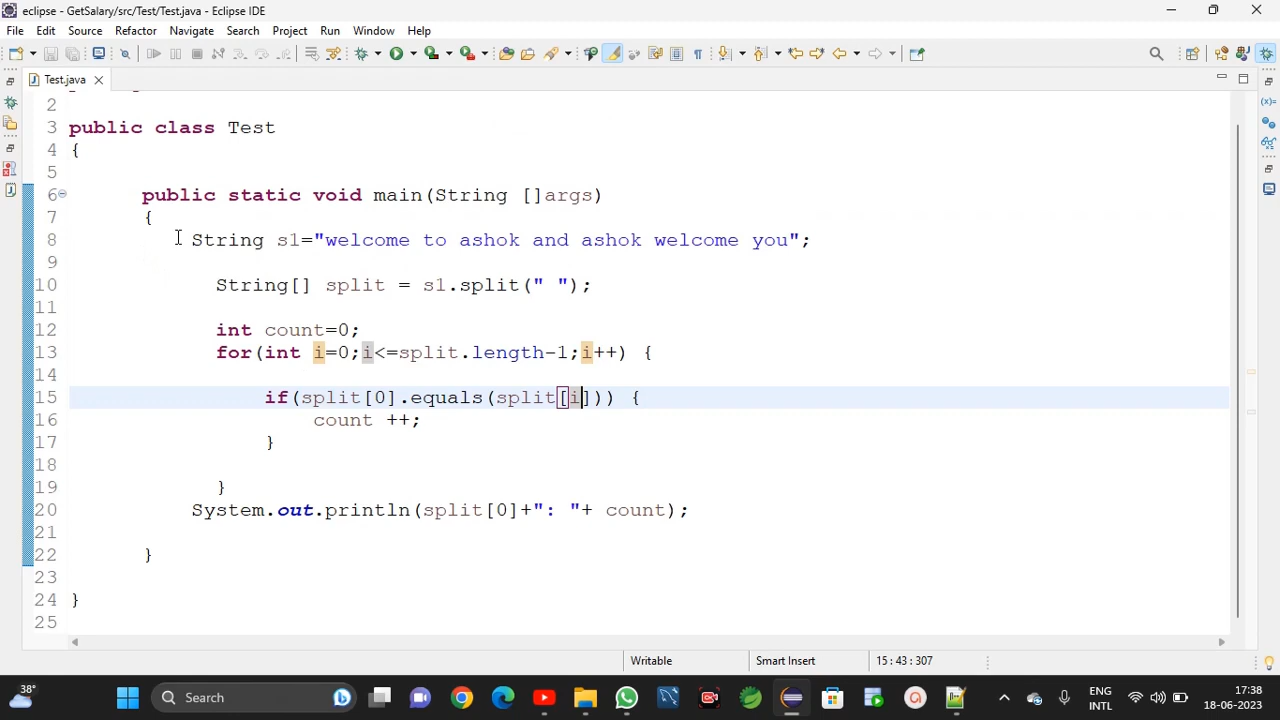 eclipse - GetSalary/src/Test/Test.java - Eclipse IDE
File Edit Source Refactor Navigate Search Project Run Window Help
Test.java
2
3 public class Test
4 {
5
6 public static void main(String []args)
7 {
8 String s1="welcome to ashok and ashok welcome you";
9
10 String[] split = s1.split(" ");
11
12 int count=0;
13 for(int i=0;i<=split.length-1;i++) {
14
15 if(split[0].equals(split[i])) {
16 count ++;
17 }
18
19 }
20 System.out.println(split[0]+": "+ count);
21
22 }
23
24 }
25
Writable Smart Insert 15 : 43 : 307
38° Search ENG INTL 17:38 18-06-2023